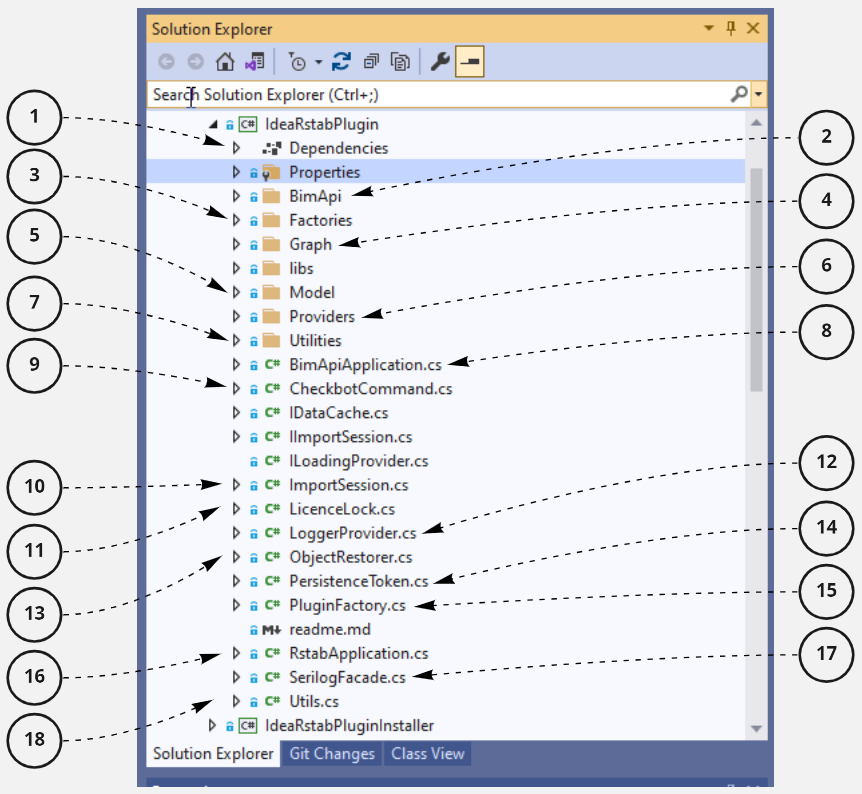 Solution Explorer
Search Solution Explorer (Ctrl+;)
C# IdeaRstabPlugin
1 Dependencies
2
Properties
3
BimApi
4
Factories
5
Graph
libs
6
Model
7
Providers
8
Utilities
9
C# BimApiApplication.cs
C# CheckbotCommand.cs
C# IDataCache.cs
C# IImportSession.cs
C# ILoadingProvider.cs
12
10 C# ImportSession.cs
C# LicenceLock.cs
14
C# LoggerProvider.cs
11
C# ObjectRestorer.cs
C# PersistenceToken.cs
15
13 C# PluginFactory.cs
M↓ readme.md
C# RstabApplication.cs
17
16 C# SerilogFacade.cs
C# Utils.cs
C# IdeaRstabPluginInstaller
18
Solution Explorer Git Changes Class View